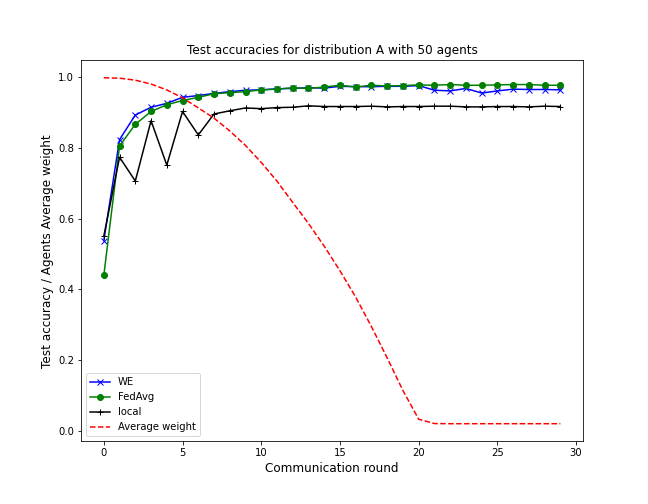 Test accuracies for distribution A with 50 agents
Test accuracy / Agents Average weight
1.0
0.8
0.6
0.4
0.2
0.0
WE
FedAvg
local
Average weight
0 5 10 15 20 25 30
Communication round